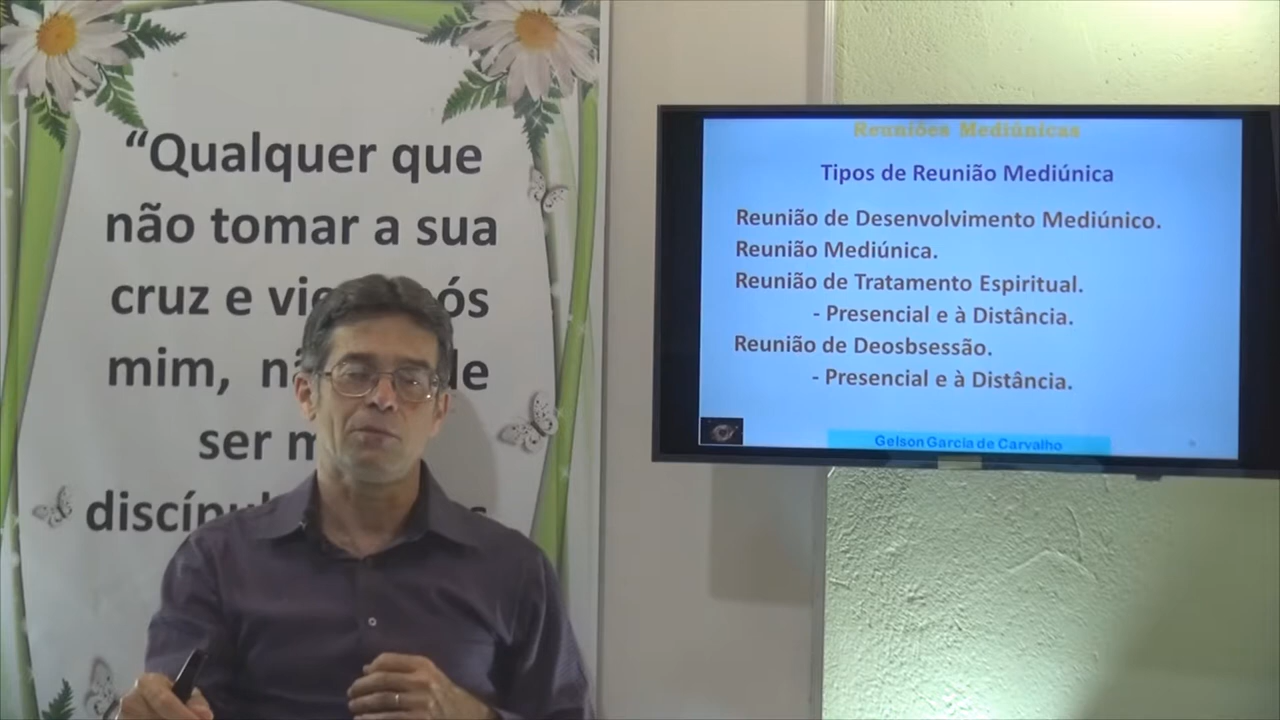 “Qualquer que
não tomar a sua
cruz e
mim,
ser
Reuniões Mediúnicas
Tipos de Reunião Mediúnica
Reunião de Desenvolvimento Mediúnico.
Reunião Mediúnica.
Reunião de Tratamento Espiritual.
- Presencial e à Distância.
Reunião de Deosbsessão.
- Presencial e à Distância.
Gelson Garcia de Carvalho